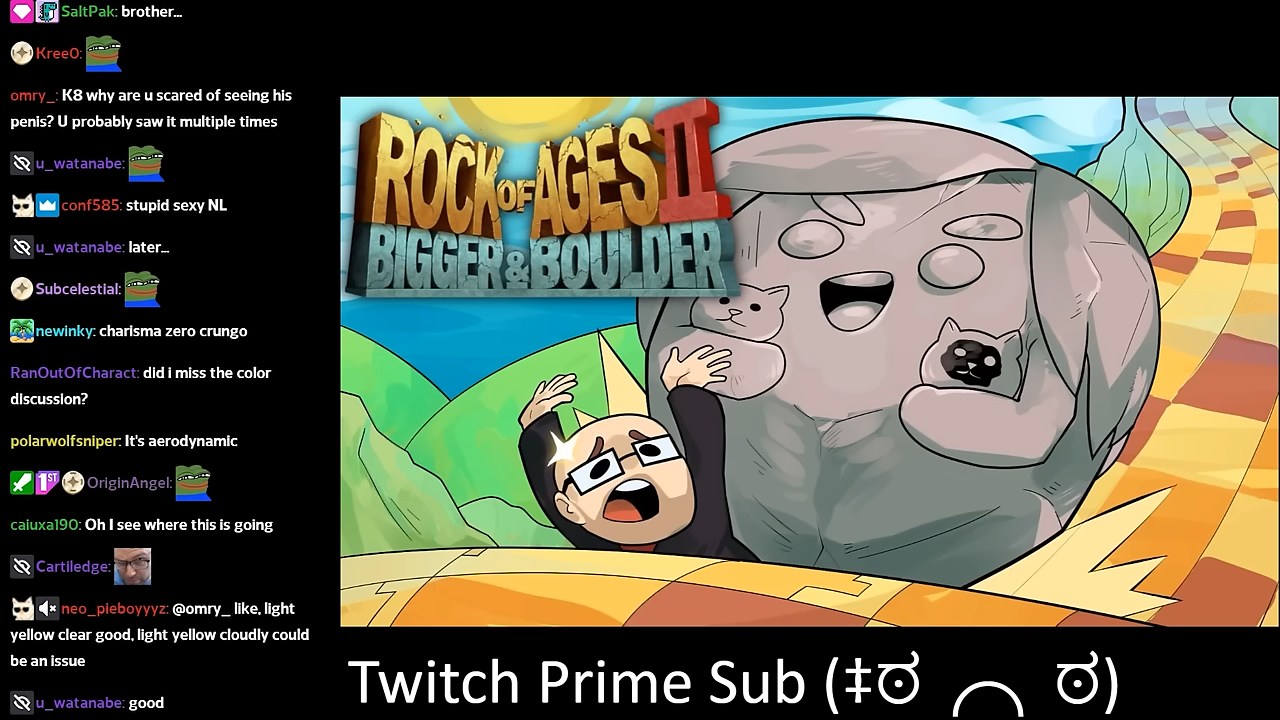 SaltPak: brother...
KreeO:
omry_: K8 why are u scared of seeing his
penis? U probably saw it multiple times
u_watanabe:
conf585: stupid sexy NL
u_watanabe: later...
Subcelestial:
newinky: charisma zero crungo
RanOutOfCharact: did i miss the color
discussion?
polarwolfsniper: It's aerodynamic
1ST OriginAngel:
caiuxa190: Oh I see where this is going
Cartiledge:
neo_pieboyyyz: @omry_ like, light
yellow clear good, light yellow cloudly could
be an issue
u_watanabe: good
ROCK OF AGES II
BIGGER & BOULDER
Twitch Prime Sub (‡ಠ ⁔ ಠ)